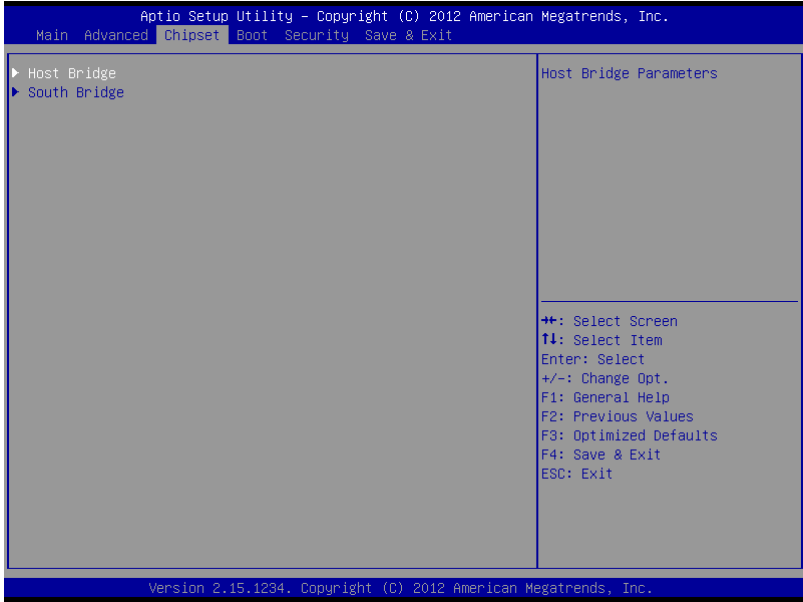 Aptio Setup Utility – Copyright (C) 2012 American Megatrends, Inc.
Main Advanced Chipset Boot Security Save & Exit
Host Bridge
South Bridge
Host Bridge Parameters
→←: Select Screen
↑↓: Select Item
Enter: Select
+/-: Change Opt.
F1: General Help
F2: Previous Values
F3: Optimized Defaults
F4: Save & Exit
ESC: Exit
Version 2.15.1234. Copyright (C) 2012 American Megatrends, Inc.